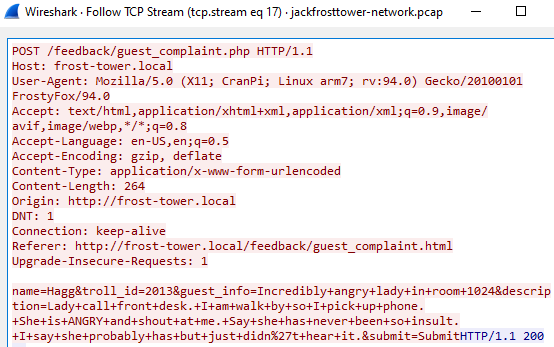 Wireshark · Follow TCP Stream (tcp.stream eq 17) · jackfrosttower-network.pcap
POST /feedback/guest_complaint.php HTTP/1.1
Host: frost-tower.local
User-Agent: Mozilla/5.0 (X11; CranPi; Linux arm7; rv:94.0) Gecko/20100101
FrostyFox/94.0
Accept: text/html,application/xhtml+xml,application/xml;q=0.9,image/
avif,image/webp,*/*;q=0.8
Accept-Language: en-US,en;q=0.5
Accept-Encoding: gzip, deflate
Content-Type: application/x-www-form-urlencoded
Content-Length: 264
Origin: http://frost-tower.local
DNT: 1
Connection: keep-alive
Referer: http://frost-tower.local/feedback/guest_complaint.html
Upgrade-Insecure-Requests: 1
name=Hagg&troll_id=2013&guest_info=Incredibly+angry+lady+in+room+1024&descrip
tion=Lady+call+front+desk.+I+am+walk+by+so+I+pick+up+phone.
+She+is+ANGRY+and+shout+at+me.+Say+she+has+never+been+so+insult.
+I+say+she+probably+has+but+just+didn%27t+hear+it.&submit=SubmitHTTP/1.1 200